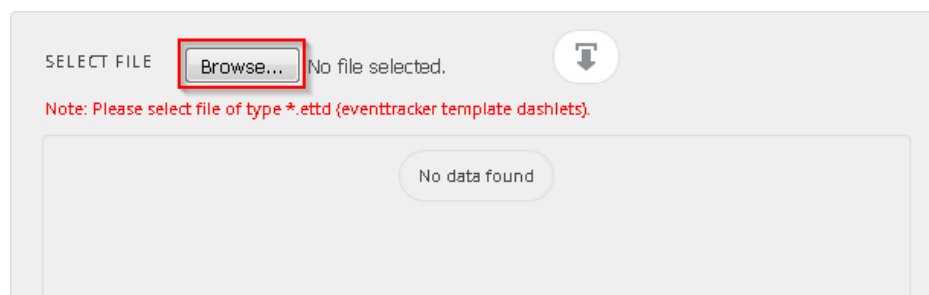 SELECT FILE Browse... No file selected.
Note: Please select file of type *.ettd (eventtracker template dashlets).
No data found